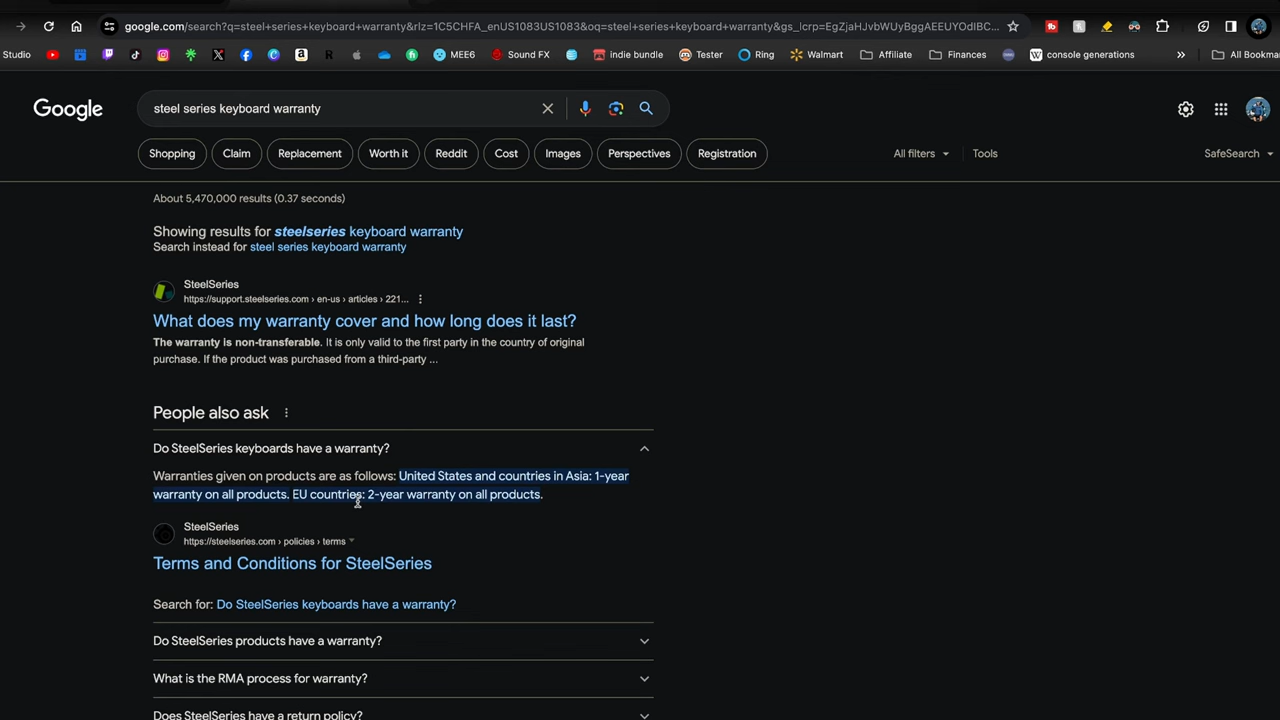 google.com/search?q=steel+series+keyboard+warranty&rlz=1C5CHFA_enUS1083US1083&oq=steel+series+keyboard+warranty&gs_lcrp=EgZjaHJvbWUyBggAEEUYOdIBC...
Studio
MEE6
Sound FX
indie bundle
Tester
Ring
Walmart
Affiliate
Finances
W
console generations
»
All Bookma
Google
steel series keyboard warranty
Shopping
Claim
Replacement
Worth it
Reddit
Cost
Images
Perspectives
Registration
All filters
Tools
SafeSearch
About 5,470,000 results (0.37 seconds)
Showing results for steelseries keyboard warranty
Search instead for steel series keyboard warranty
SteelSeries
https://support.steelseries.com › en-us › articles › 221...
What does my warranty cover and how long does it last?
The warranty is non-transferable. It is only valid to the first party in the country of original
purchase. If the product was purchased from a third-party ...
People also ask
Do SteelSeries keyboards have a warranty?
Warranties given on products are as follows: United States and countries in Asia: 1-year
warranty on all products. EU countries: 2-year warranty on all products.
SteelSeries
https://steelseries.com › policies › terms
Terms and Conditions for SteelSeries
Search for: Do SteelSeries keyboards have a warranty?
Do SteelSeries products have a warranty?
What is the RMA process for warranty?
Does SteelSeries have a return policy?